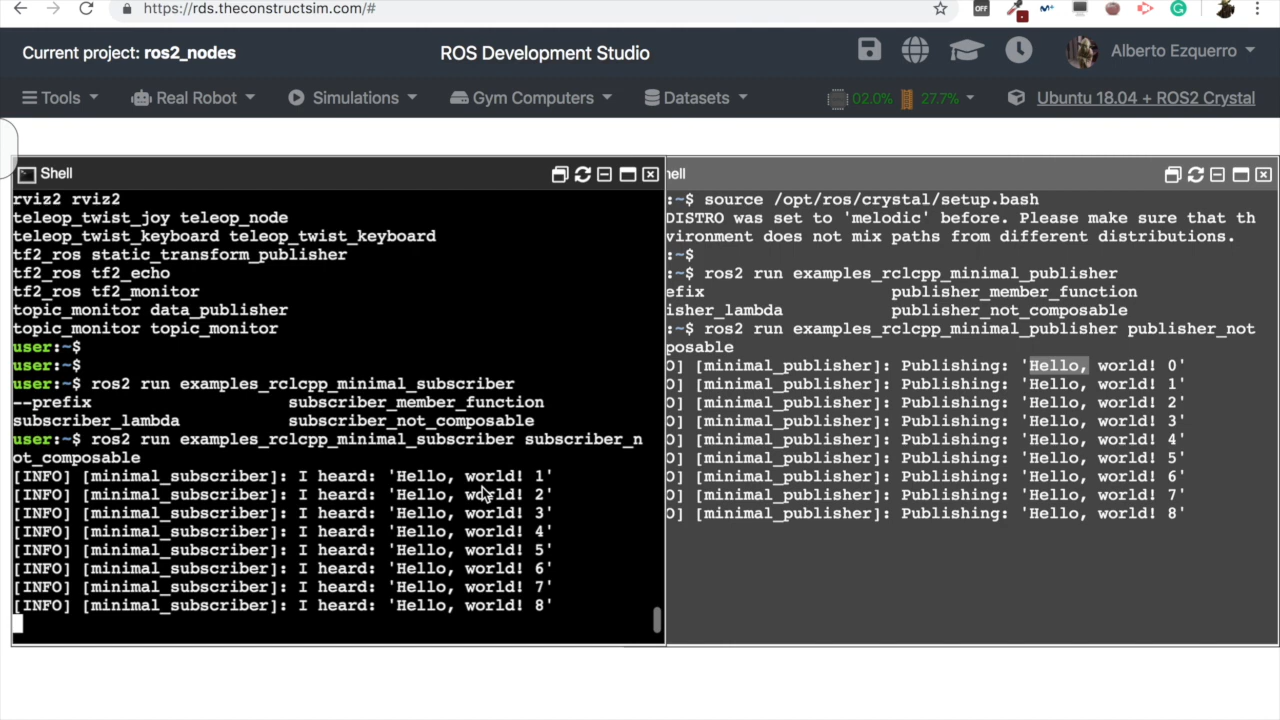 https://rds.theconstructsim.com/#
OFF
Current project: ros2_nodes
ROS Development Studio
Alberto Ezquerro
Tools
Real Robot
Simulations
Gym Computers
Datasets
02.0%
27.7%
Ubuntu 18.04 + ROS2 Crystal
Shell
rviz2 rviz2
teleop_twist_joy teleop_node
teleop_twist_keyboard teleop_twist_keyboard
tf2_ros static_transform_publisher
tf2_ros tf2_echo
tf2_ros tf2_monitor
topic_monitor data_publisher
topic_monitor topic_monitor
user:~$
user:~$
user:~$ ros2 run examples_rclcpp_minimal_subscriber
--prefix subscriber_member_function
subscriber_lambda subscriber_not_composable
user:~$ ros2 run examples_rclcpp_minimal_subscriber subscriber_n
ot_composable
[INFO] [minimal_subscriber]: I heard: 'Hello, world! 1'
[INFO] [minimal_subscriber]: I heard: 'Hello, world! 2'
[INFO] [minimal_subscriber]: I heard: 'Hello, world! 3'
[INFO] [minimal_subscriber]: I heard: 'Hello, world! 4'
[INFO] [minimal_subscriber]: I heard: 'Hello, world! 5'
[INFO] [minimal_subscriber]: I heard: 'Hello, world! 6'
[INFO] [minimal_subscriber]: I heard: 'Hello, world! 7'
[INFO] [minimal_subscriber]: I heard: 'Hello, world! 8'
hell
:~$ source /opt/ros/crystal/setup.bash
DISTRO was set to 'melodic' before. Please make sure that th
vironment does not mix paths from different distributions.
:~$
:~$ ros2 run examples_rclcpp_minimal_publisher
efix publisher_member_function
isher_lambda publisher_not_composable
:~$ ros2 run examples_rclcpp_minimal_publisher publisher_not
posable
O] [minimal_publisher]: Publishing: 'Hello, world! 0'
O] [minimal_publisher]: Publishing: 'Hello, world! 1'
O] [minimal_publisher]: Publishing: 'Hello, world! 2'
O] [minimal_publisher]: Publishing: 'Hello, world! 3'
O] [minimal_publisher]: Publishing: 'Hello, world! 4'
O] [minimal_publisher]: Publishing: 'Hello, world! 5'
O] [minimal_publisher]: Publishing: 'Hello, world! 6'
O] [minimal_publisher]: Publishing: 'Hello, world! 7'
O] [minimal_publisher]: Publishing: 'Hello, world! 8'